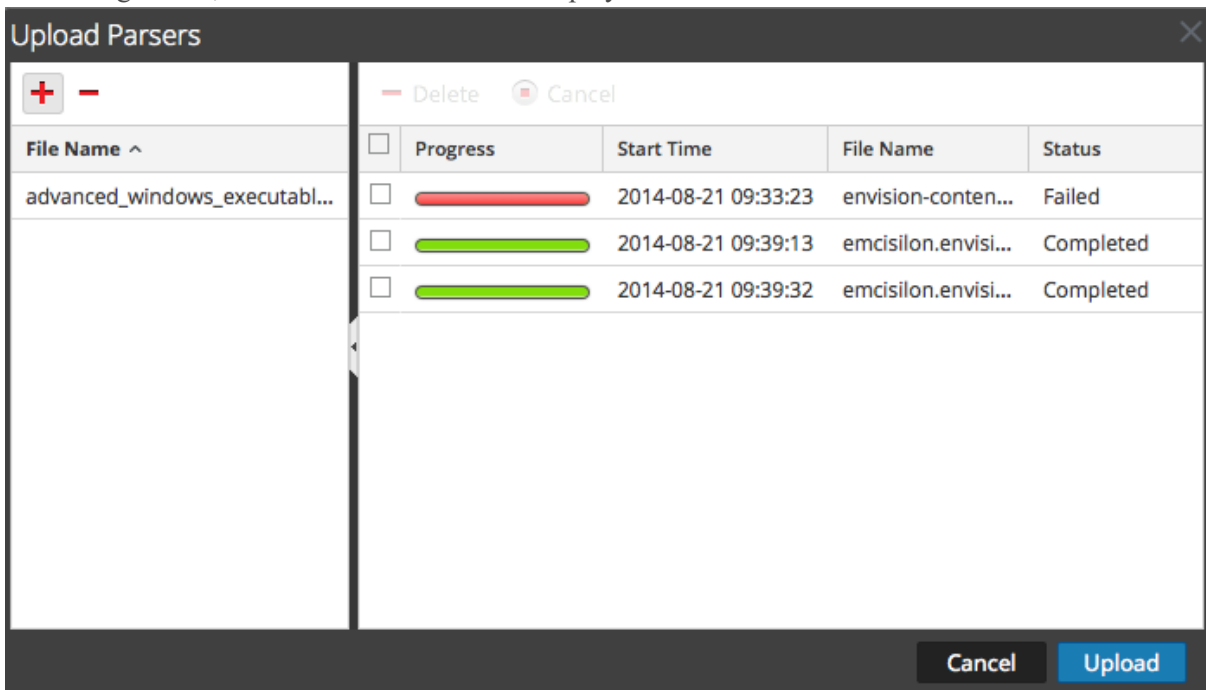 Upload Parsers
Delete Cancel
File Name Progress Start Time File Name Status
advanced_windows_executabl... 2014-08-21 09:33:23 envision-conten... Failed
2014-08-21 09:39:13 emcisilon.envisi... Completed
2014-08-21 09:39:32 emcisilon.envisi... Completed
Cancel Upload